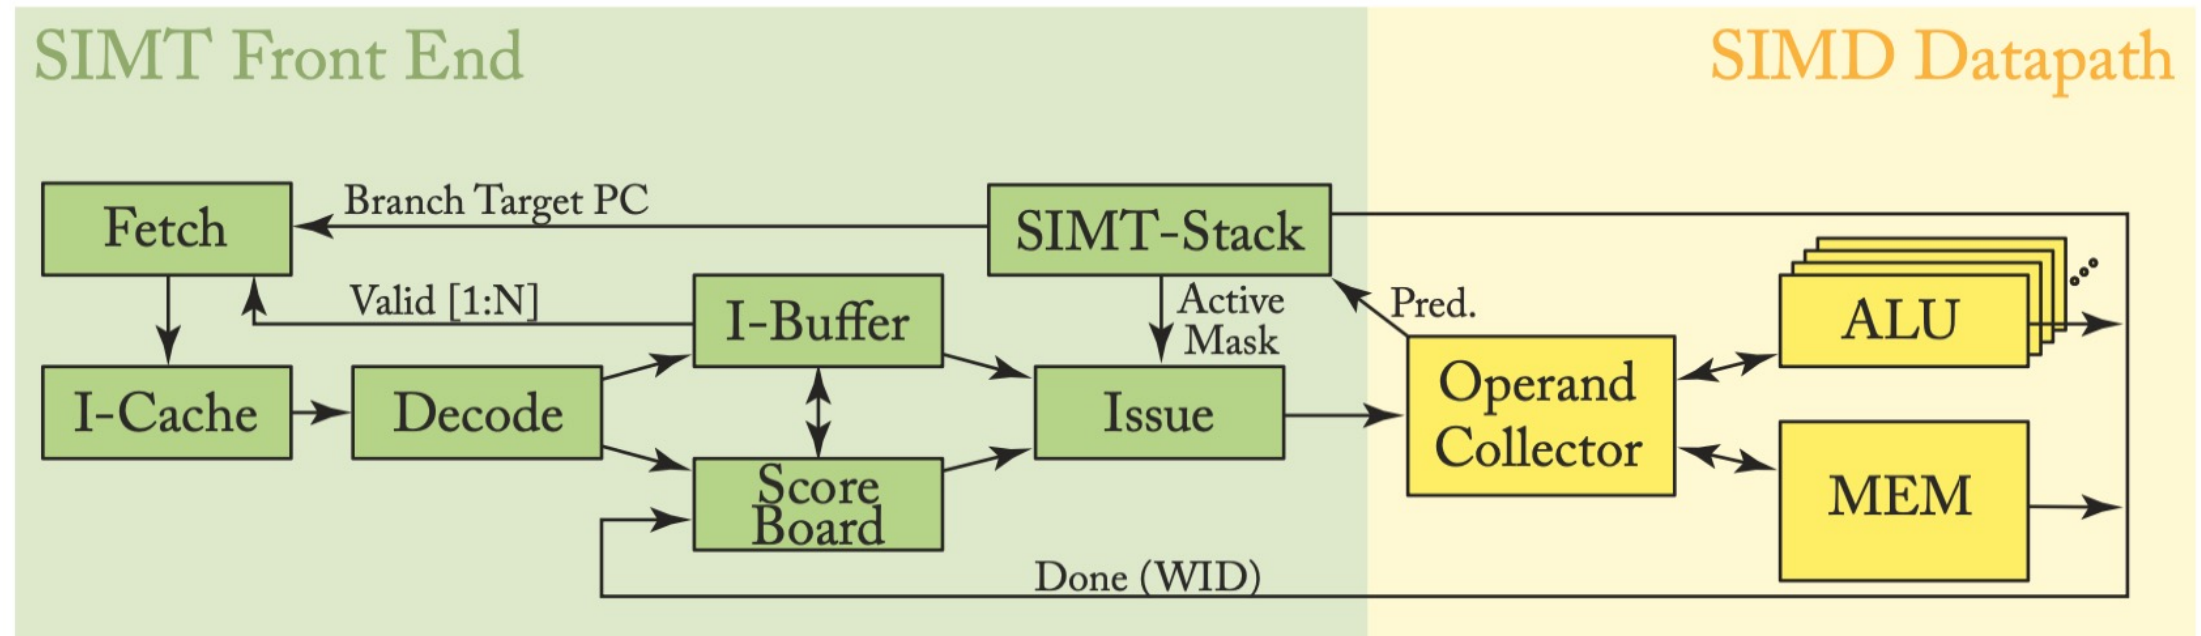 SIMT Front End
SIMD Datapath
Branch Target PC
Fetch
SIMT-Stack
Valid [1:N]
I-Buffer
Active
Mask
Pred.
ALU
I-Cache
Decode
Issue
Operand
Collector
Score
Board
MEM
Done (WID)